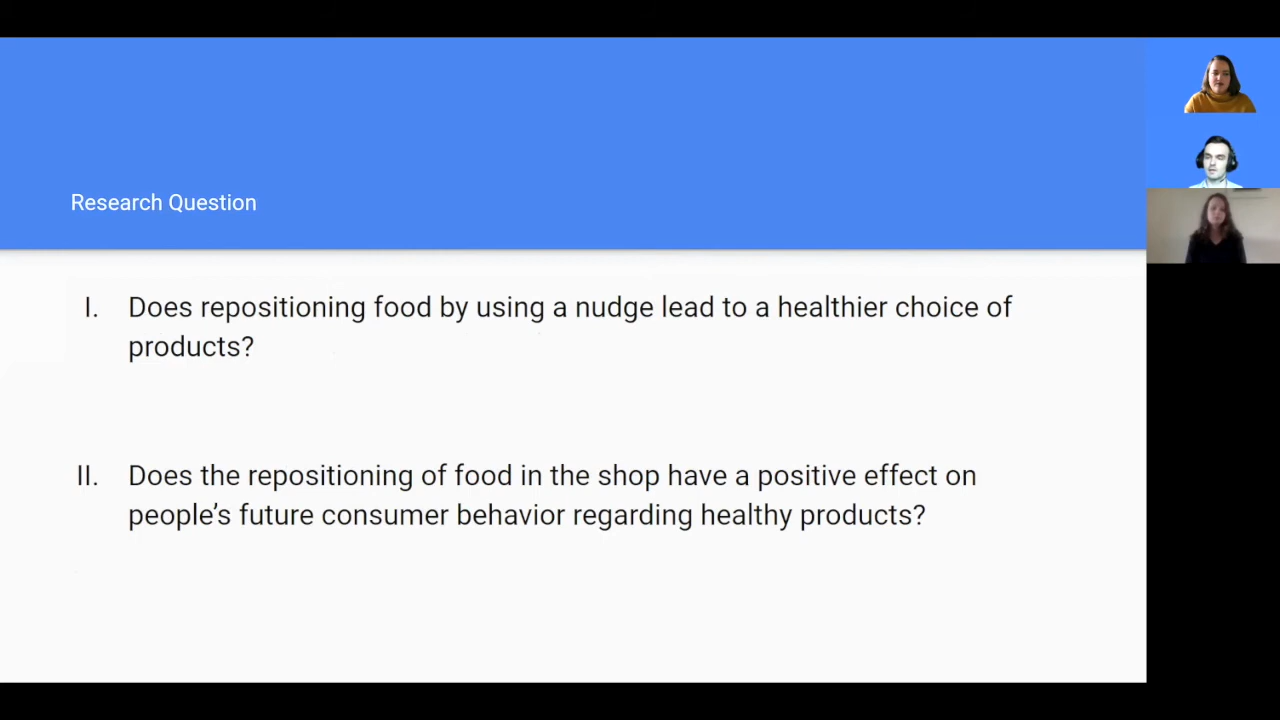 Research Question
I. Does repositioning food by using a nudge lead to a healthier choice of
products?
II. Does the repositioning of food in the shop have a positive effect on
people’s future consumer behavior regarding healthy products?